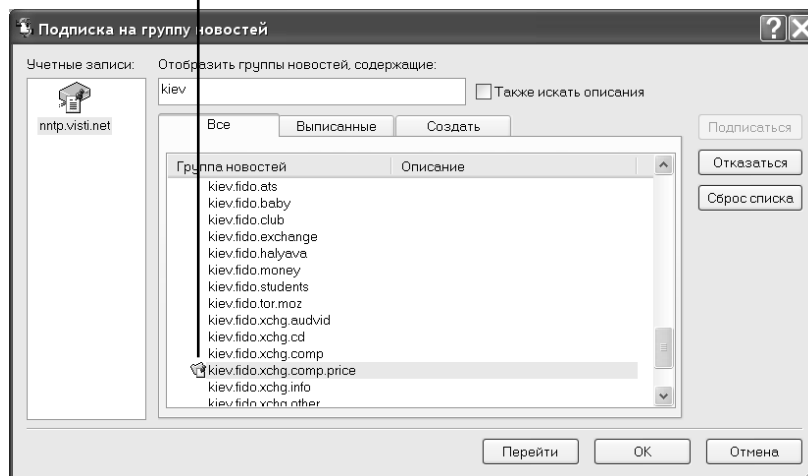 Подписка на группу новостей
Учетные записи:
Отобразить группы новостей, содержащие:
kiev
Также искать описания
nntp.visti.net
Все
Выписанные
Создать
Подписаться
Группа новостей
Описание
Отказаться
Сброс списка
kiev.fido.ats
kiev.fido.baby
kiev.fido.club
kiev.fido.exchange
kiev.fido.halyava
kiev.fido.money
kiev.fido.students
kiev.fido.tor.moz
kiev.fido.xchg.audvid
kiev.fido.xchg.cd
kiev.fido.xchg.comp
kiev.fido.xchg.comp.price
kiev.fido.xchg.info
kiev.fido.xchg.other
Перейти
OK
Отмена